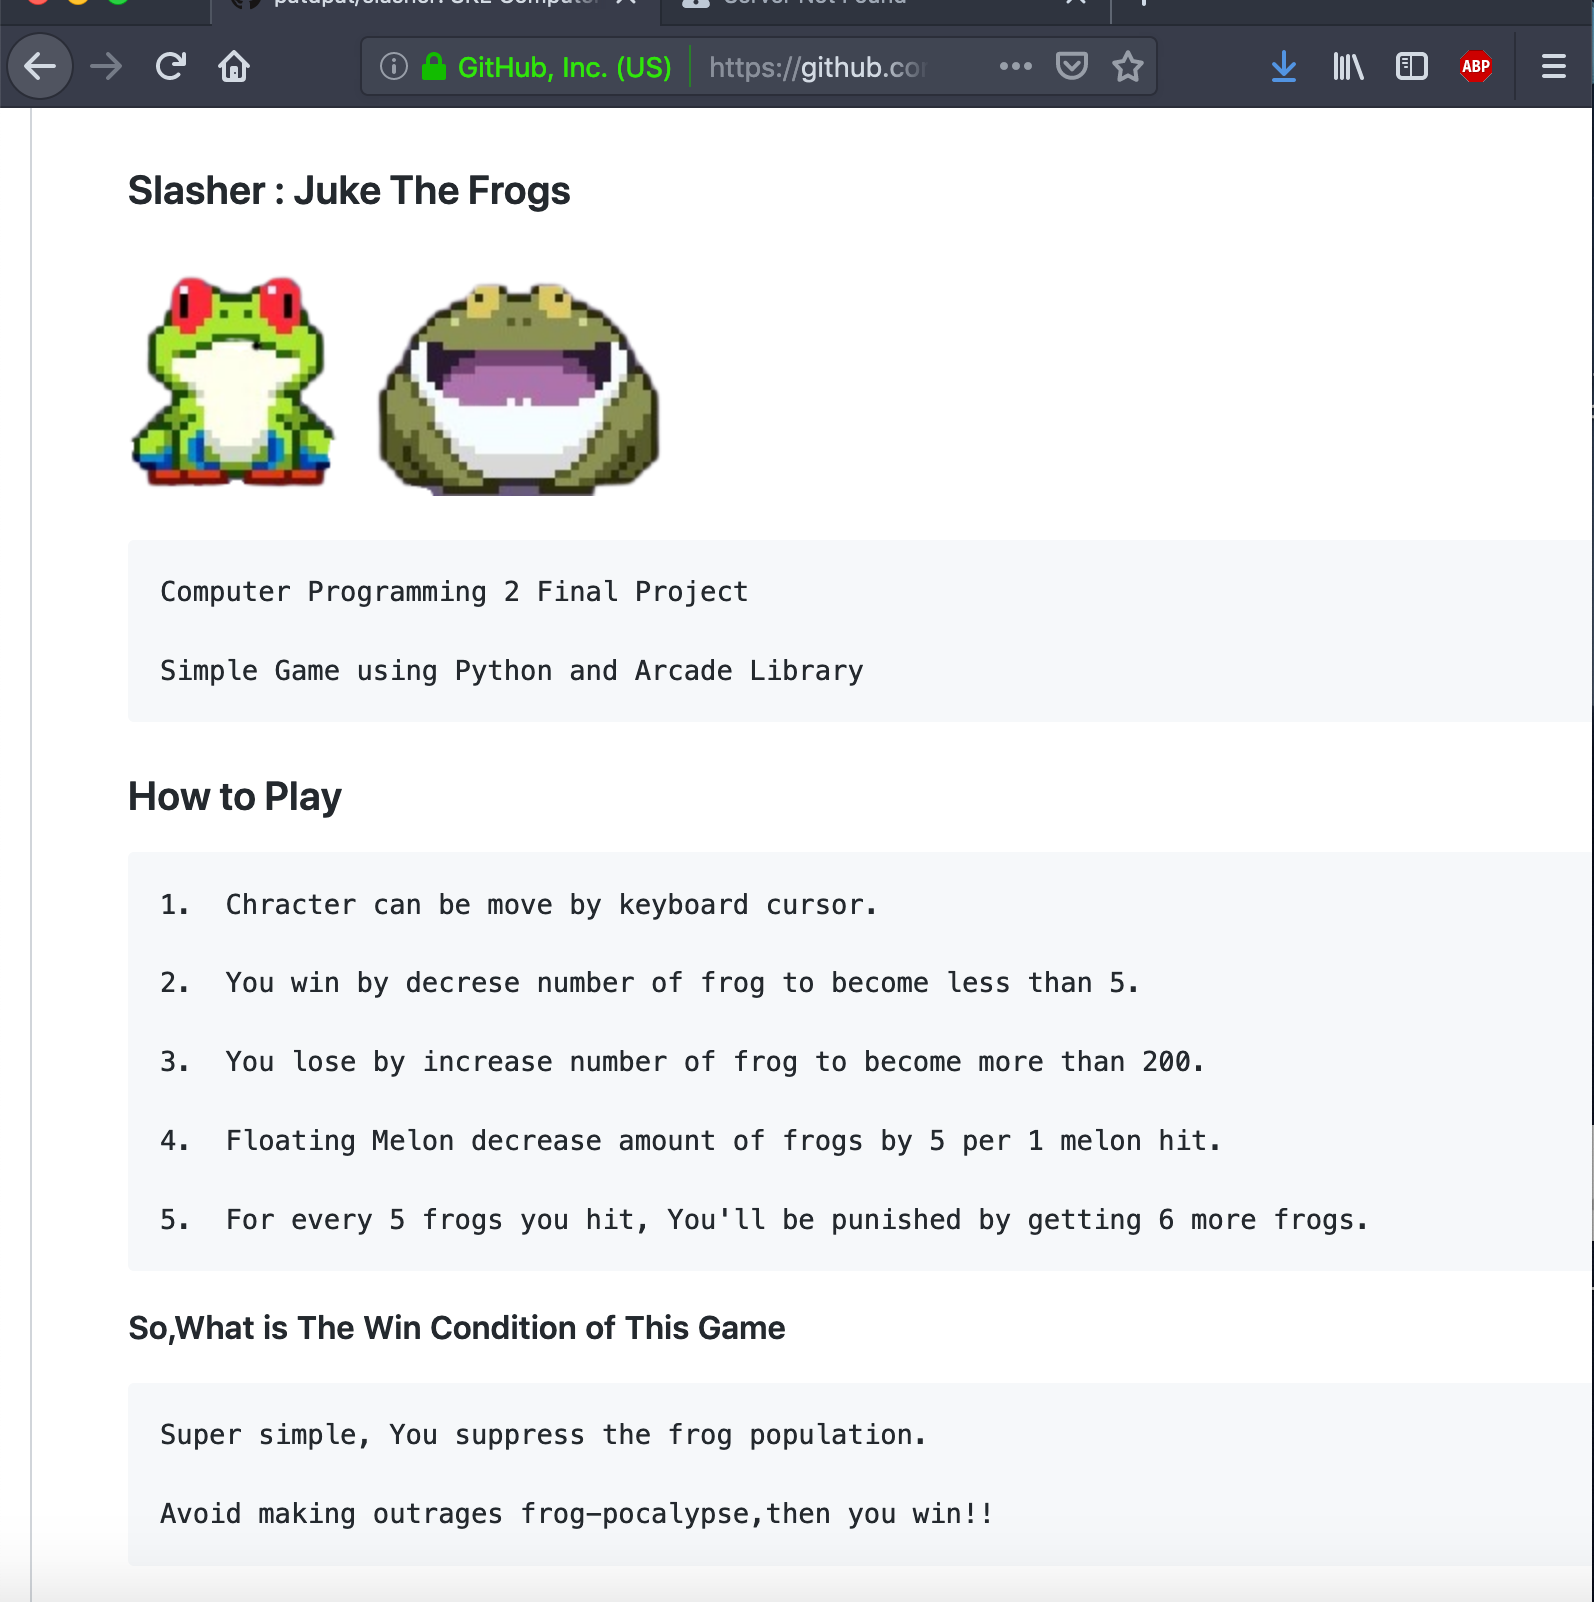 GitHub, Inc. (US) https://github.co
ABP
Slasher : Juke The Frogs
Computer Programming 2 Final Project
Simple Game using Python and Arcade Library
How to Play
1. Chracter can be move by keyboard cursor.
2. You win by decrese number of frog to become less than 5.
3. You lose by increase number of frog to become more than 200.
4. Floating Melon decrease amount of frogs by 5 per 1 melon hit.
5. For every 5 frogs you hit, You'll be punished by getting 6 more frogs.
So,What is The Win Condition of This Game
Super simple, You suppress the frog population.
Avoid making outrages frog-pocalypse,then you win!!